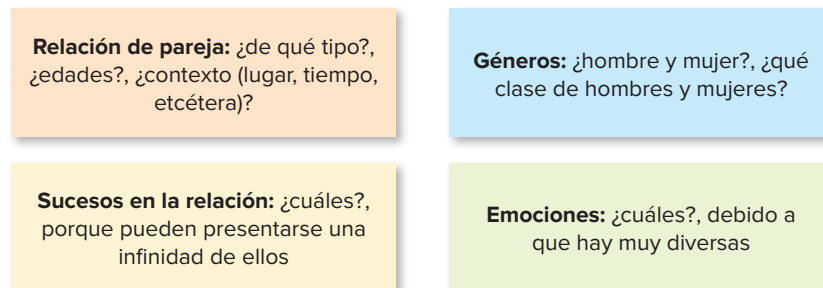 Relación de pareja: ¿de qué tipo?,
¿edades?, ¿contexto (lugar, tiempo,
etcétera)?
Géneros: ¿hombre y mujer?, ¿qué
clase de hombres y mujeres?
Sucesos en la relación: ¿cuáles?,
porque pueden presentarse una
infinidad de ellos
Emociones: ¿cuáles?, debido a
que hay muy diversas